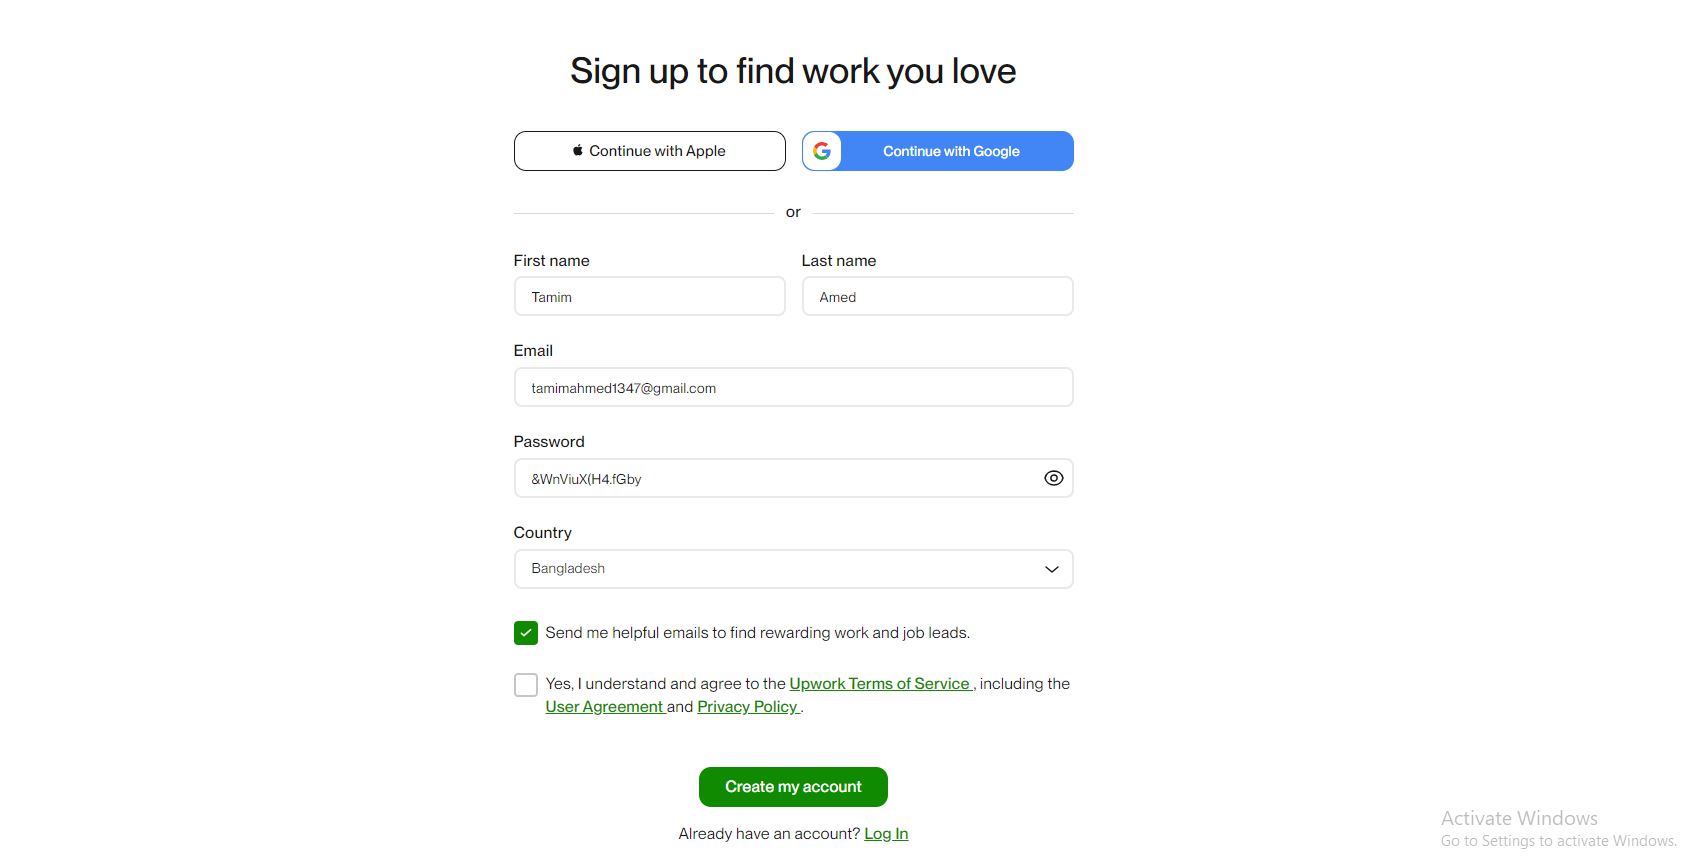 Sign up to find work you love
Continue with Apple
Continue with Google
or
First name
Last name
Tamim
Amed
Email
tamimahmed1347@gmail.com
Password
&WnViuX(H4.fGby
Country
Bangladesh
Send me helpful emails to find rewarding work and job leads.
Yes, I understand and agree to the Upwork Terms of Service , including the
User Agreement and Privacy Policy .
Create my account
Already have an account? Log In
Activate Windows
Go to Settings to activate Windows.